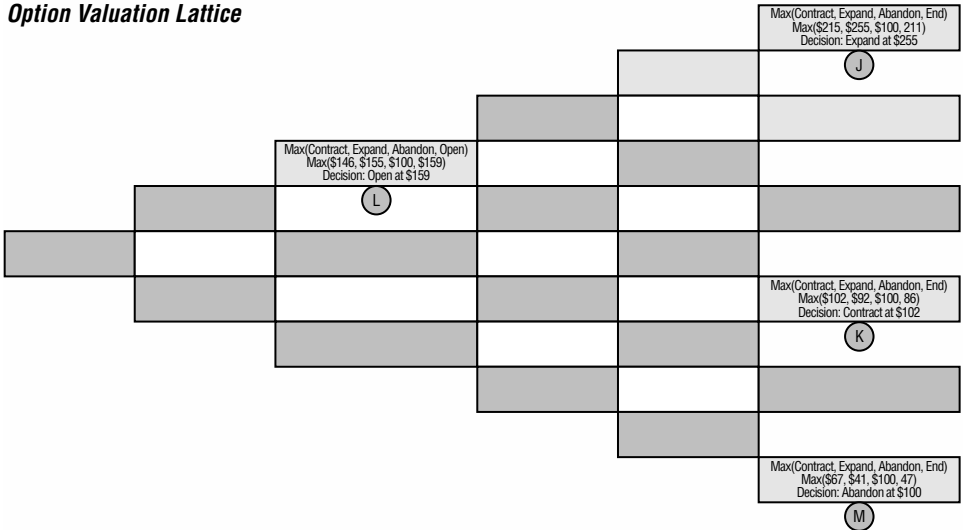 Option Valuation Lattice
Max(Contract, Expand, Abandon, End)
Max($215, $255, $100, 211)
Decision: Expand at $255
J
Max(Contract, Expand, Abandon, Open)
Max($146, $155, $100, $159)
Decision: Open at $159
L
Max(Contract, Expand, Abandon, End)
Max($102, $92, $100, 86)
Decision: Contract at $102
K
Max(Contract, Expand, Abandon, End)
Max($67, $41, $100, 47)
Decision: Abandon at $100
M